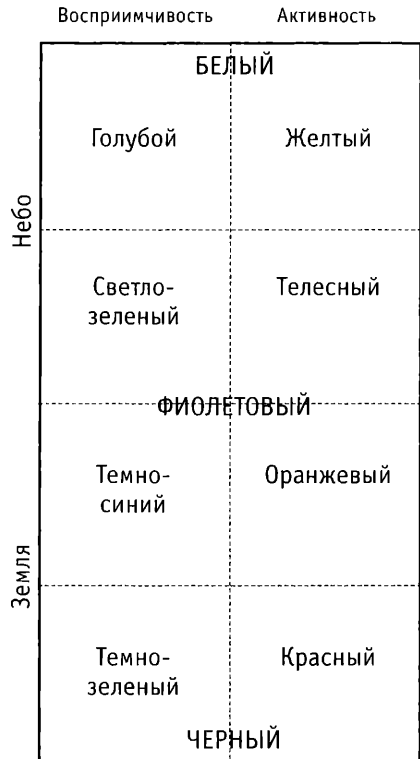 Восприимчивость Активность
БЕЛЫЙ
Голубой Желтый
Небо
Светло-
зеленый
Телесный
ФИОЛЕТОВЫЙ
Темно-
синий
Оранжевый
Земля
Темно-
зеленый
Красный
ЧЕРНЫЙ